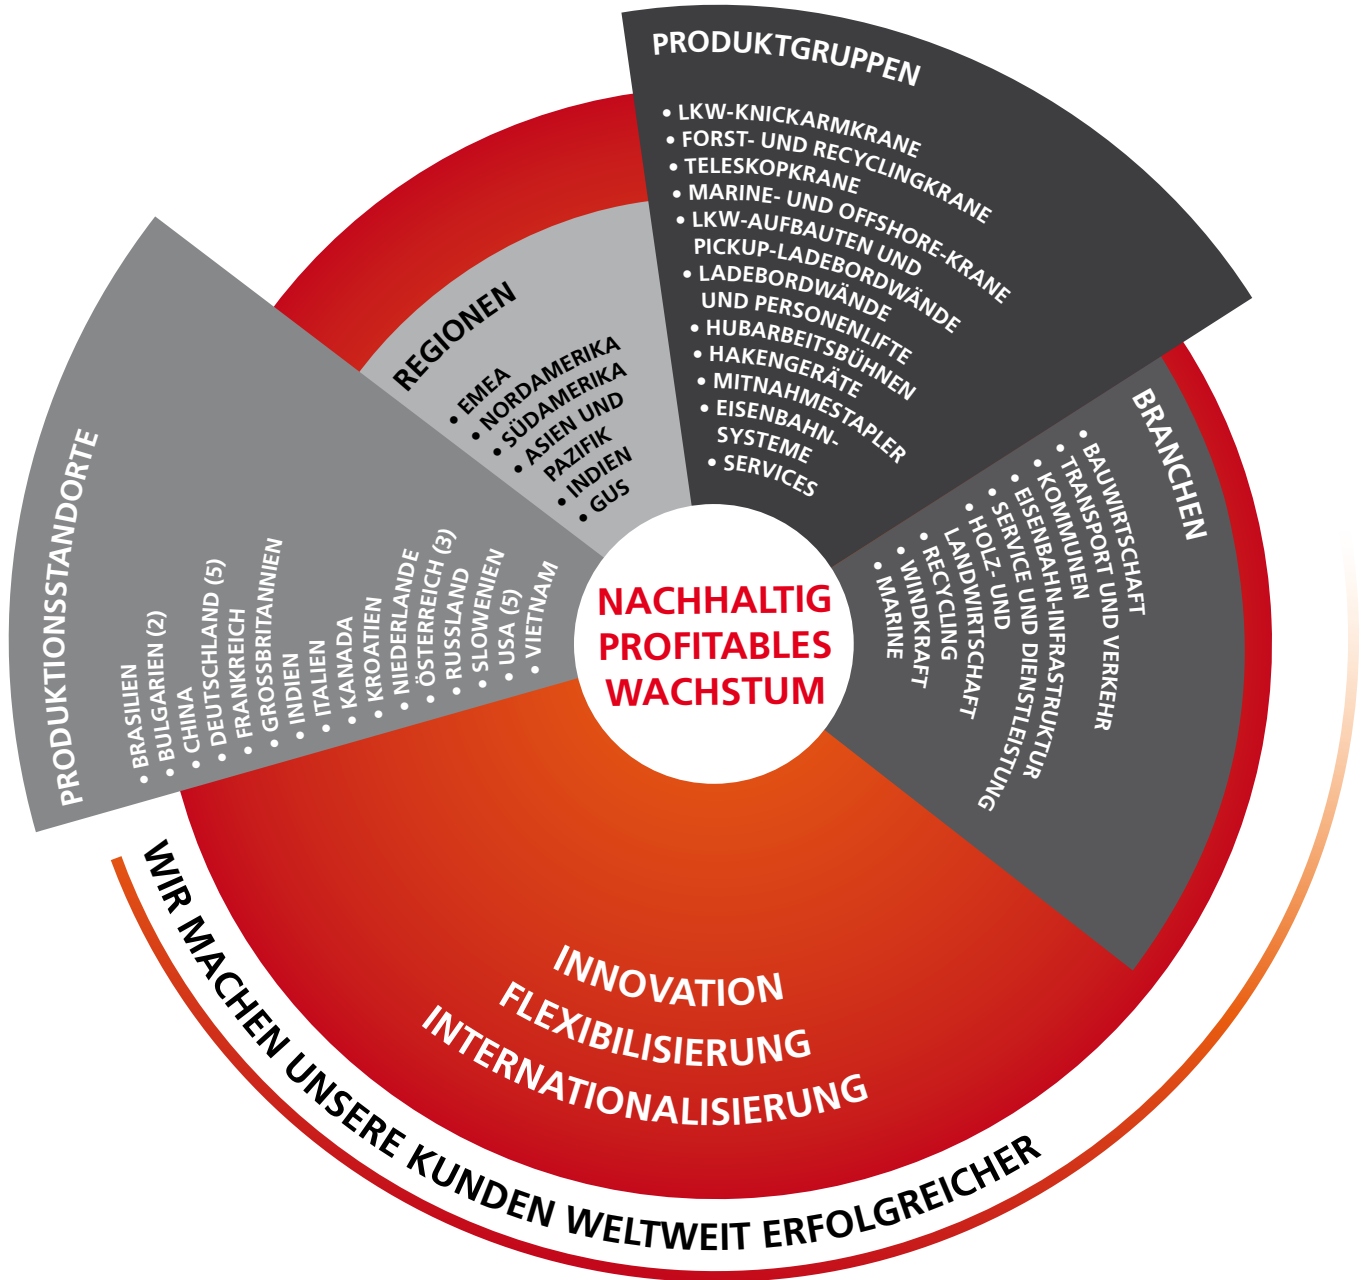 PRODUKTGRUPPEN
• LKW-KNICKARMKRANE
• FORST- UND RECYCLINGKRANE
• TELESKOPKRANE
• MARINE- UND OFFSHORE-KRANE
• LKW-AUFBAUTEN UND
PICKUP-LADEBORDWÄNDE
• LADEBORDWÄNDE
UND PERSONENLIFTE
• HUBARBEITSBÜHNEN
• HAKENGERÄTE
• MITNAHMESTAPLER
• EISENBAHN-
SYSTEME
• SERVICES
REGIONEN
• EMEA
• NORDAMERIKA
• SÜDAMERIKA
• ASIEN UND
PAZIFIK
• INDIEN
• GUS
PRODUKTIONSSTANDORTE
• BRASILIEN
• BULGARIEN (2)
• CHINA
• DEUTSCHLAND (5)
• FRANKREICH
• GROSSBRITANNIEN
• INDIEN
• ITALIEN
• KANADA
• KROATIEN
• NIEDERLANDE
• ÖSTERREICH (3)
• RUSSLAND
• SLOWENIEN
• USA (5)
• VIETNAM
BRANCHEN
• BAUWIRTSCHAFT
• TRANSPORT UND VERKEHR
• KOMMUNEN
• EISENBAHN-INFRASTRUKTUR
• SERVICE UND DIENSTLEISTUNG
• HOLZ- UND
LANDWIRTSCHAFT
• RECYCLING
• WINDKRAFT
• MARINE
NACHHALTIG
PROFITABLES
WACHSTUM
INNOVATION
FLEXIBILISIERUNG
INTERNATIONALISIERUNG
WIR MACHEN UNSERE KUNDEN WELTWEIT ERFOLGREICHER